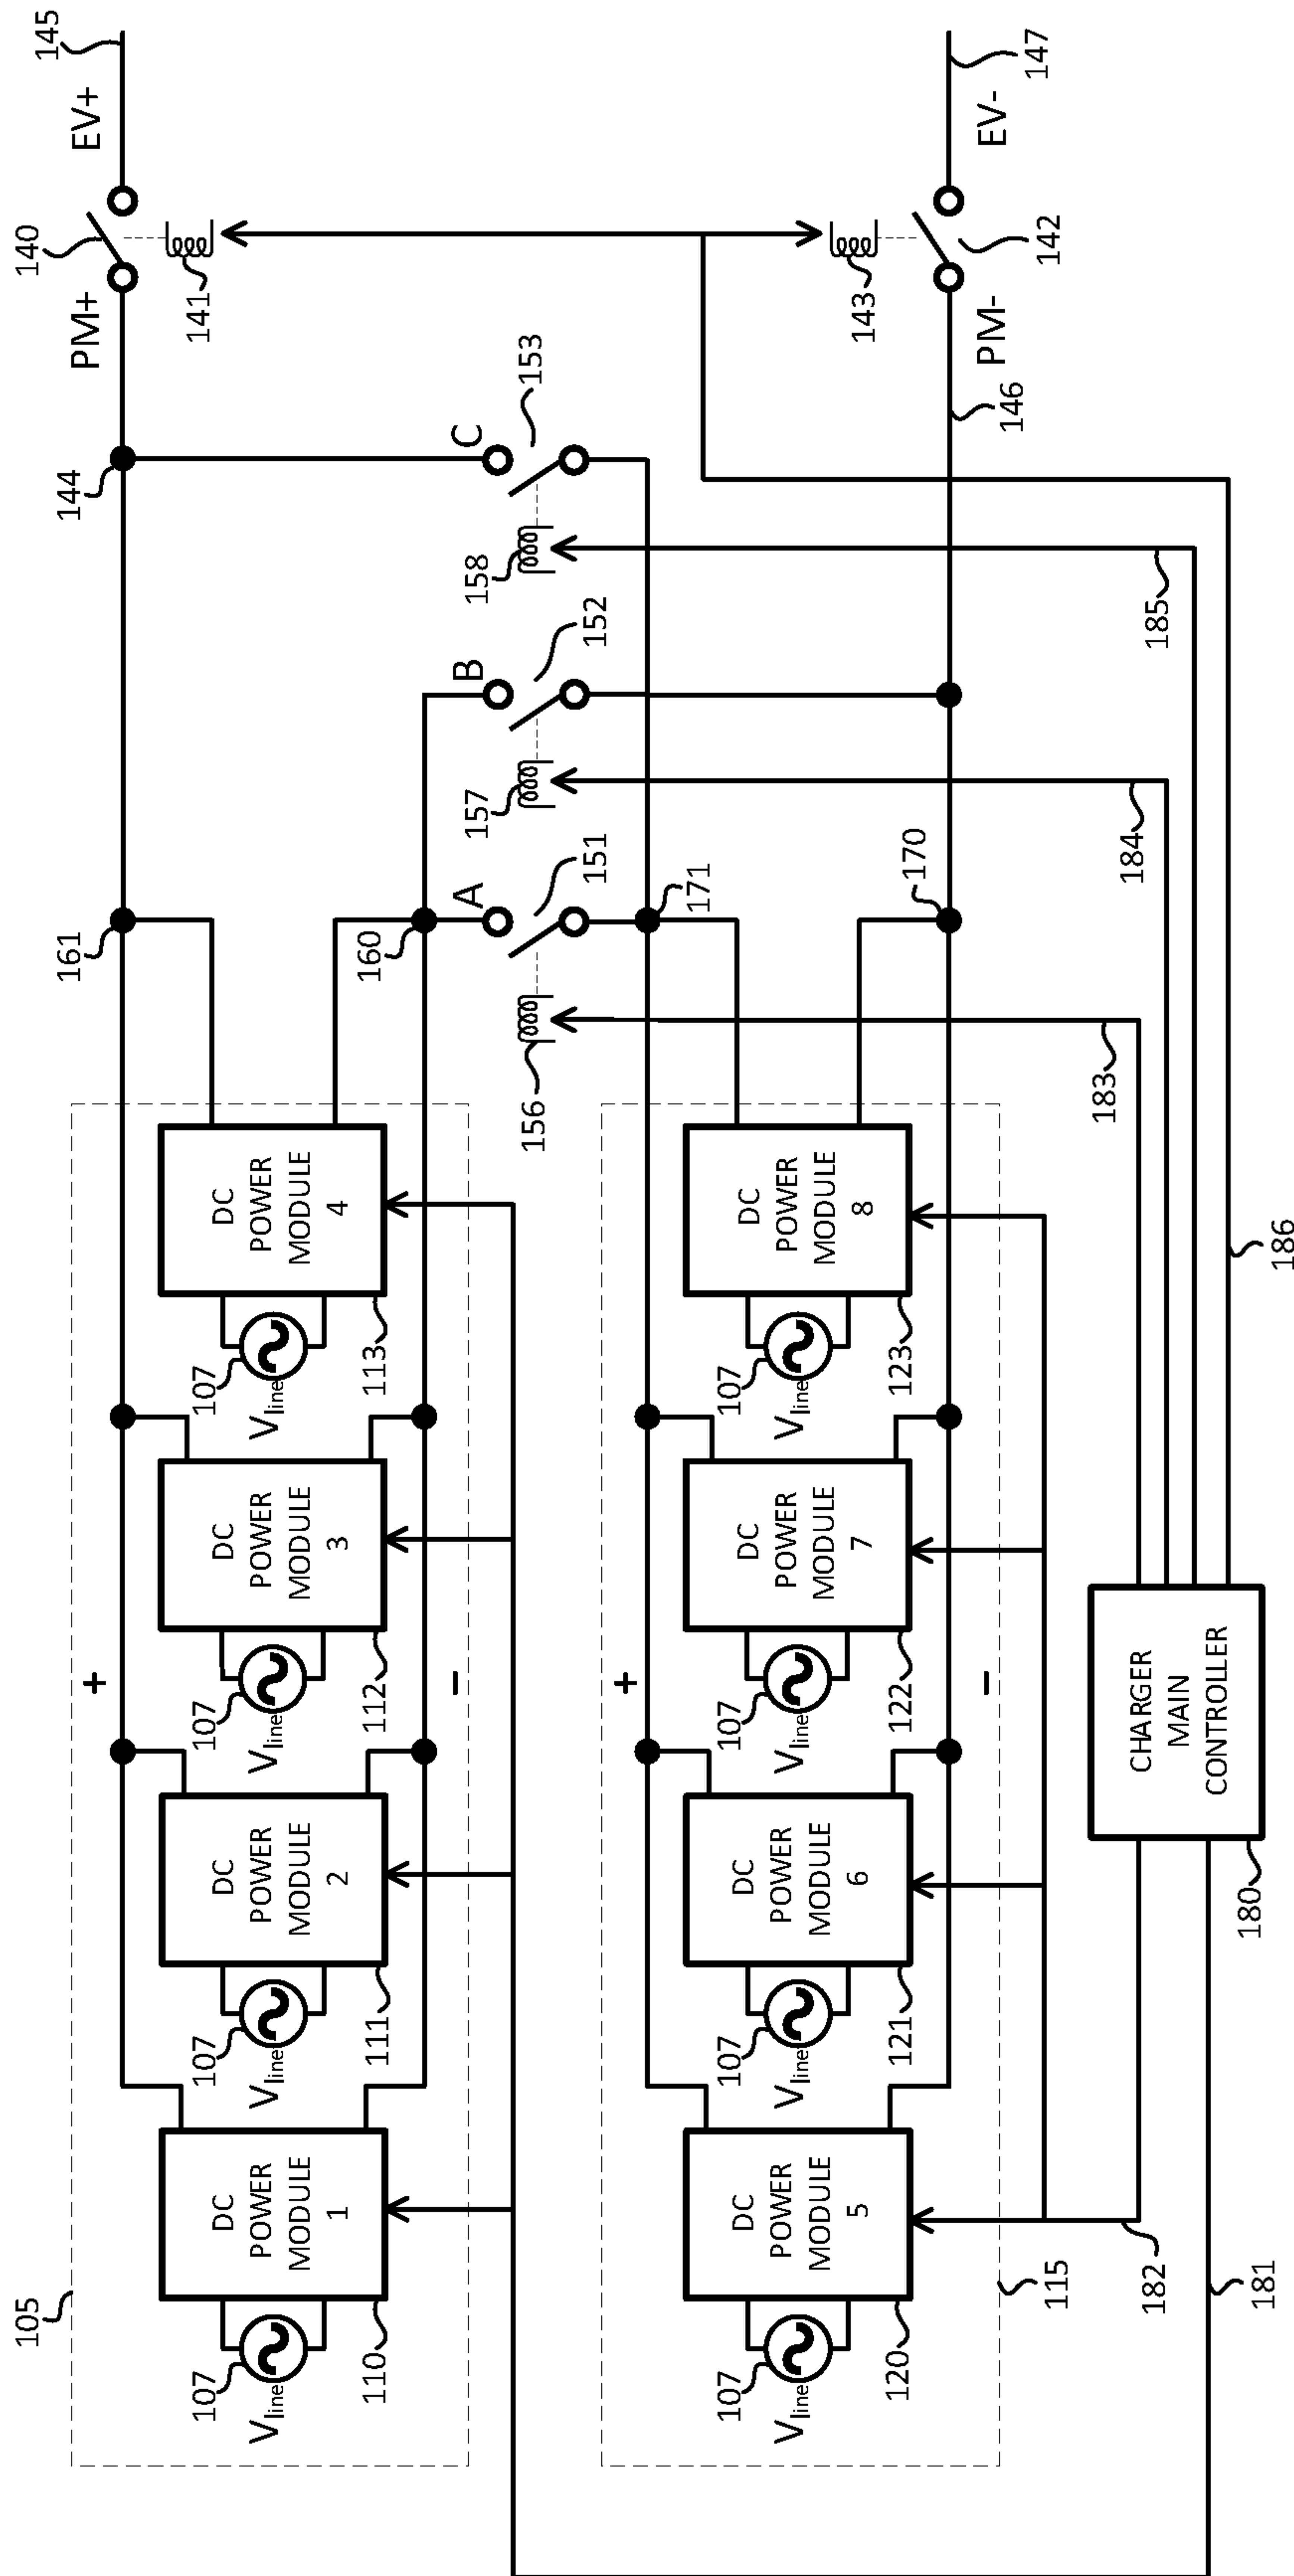 105
+
161
144
PM+
140
EV+
145
141
107
Vline
DC
POWER
MODULE
1
110
107
Vline
DC
POWER
MODULE
2
111
107
Vline
DC
POWER
MODULE
3
112
107
Vline
DC
POWER
MODULE
4
113
−
160
156
A
151
157
B
152
158
C
153
+
171
107
Vline
DC
POWER
MODULE
5
120
107
Vline
DC
POWER
MODULE
6
121
107
Vline
DC
POWER
MODULE
7
122
107
Vline
DC
POWER
MODULE
8
123
−
170
143
PM-
142
EV-
146
147
115
182
181
180
CHARGER
MAIN
CONTROLLER
183
184
185
186